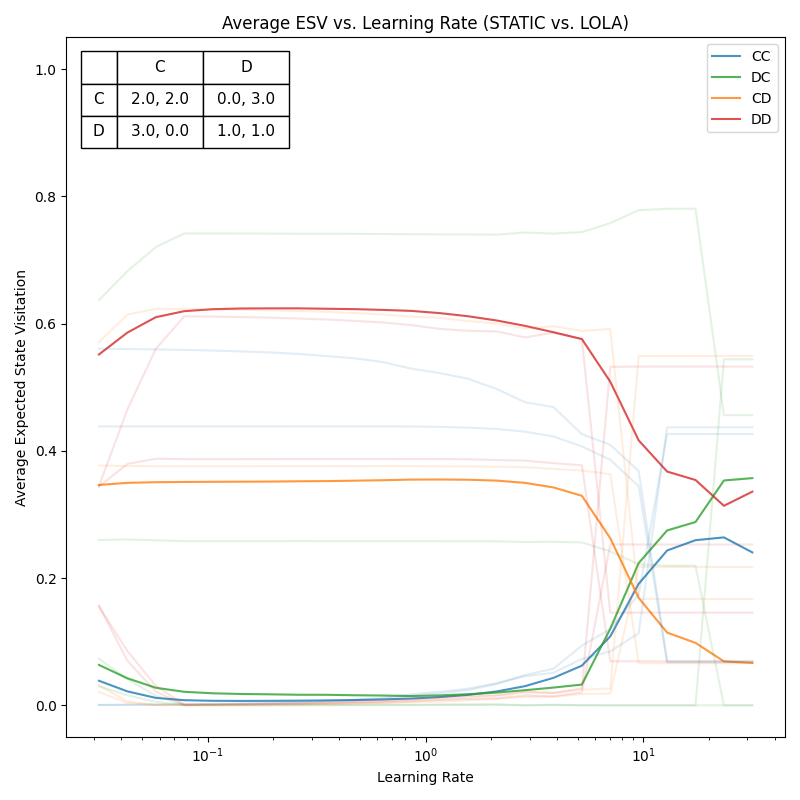 Average ESV vs. Learning Rate (STATIC vs. LOLA)
C D
C 2.0, 2.0 0.0, 3.0
D 3.0, 0.0 1.0, 1.0
CC
DC
CD
DD
1.0
0.8
0.6
0.4
0.2
0.0
Average Expected State Visitation
10⁻¹ 10⁰ 10¹
Learning Rate